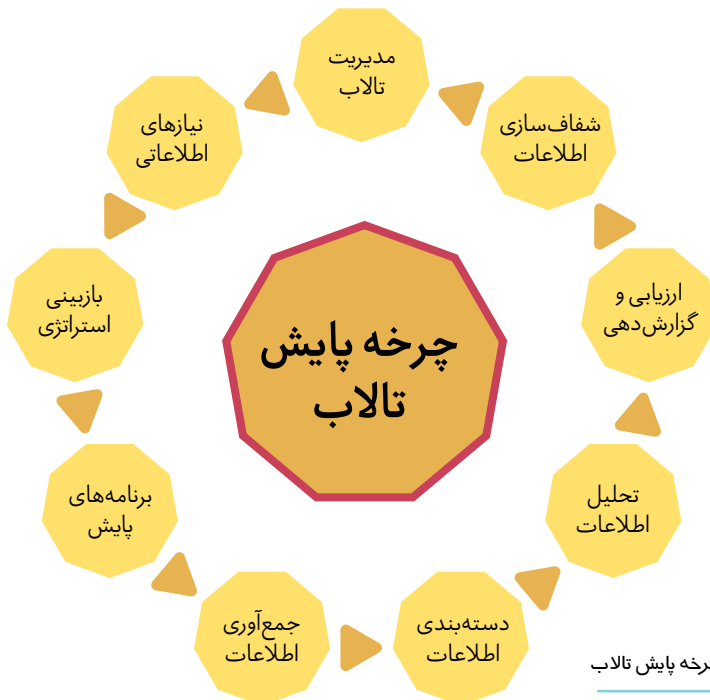 مدیریت
تالاب
شفاف‌سازی
اطلاعات
نیازهای
اطلاعاتی
ارزیابی و
گزارش‌دهی
بازبینی
استراتژی
چرخه پایش
تالاب
تحلیل
اطلاعات
برنامه‌های
پایش
دسته‌بندی
اطلاعات
جمع‌آوری
اطلاعات
پایش تالاب